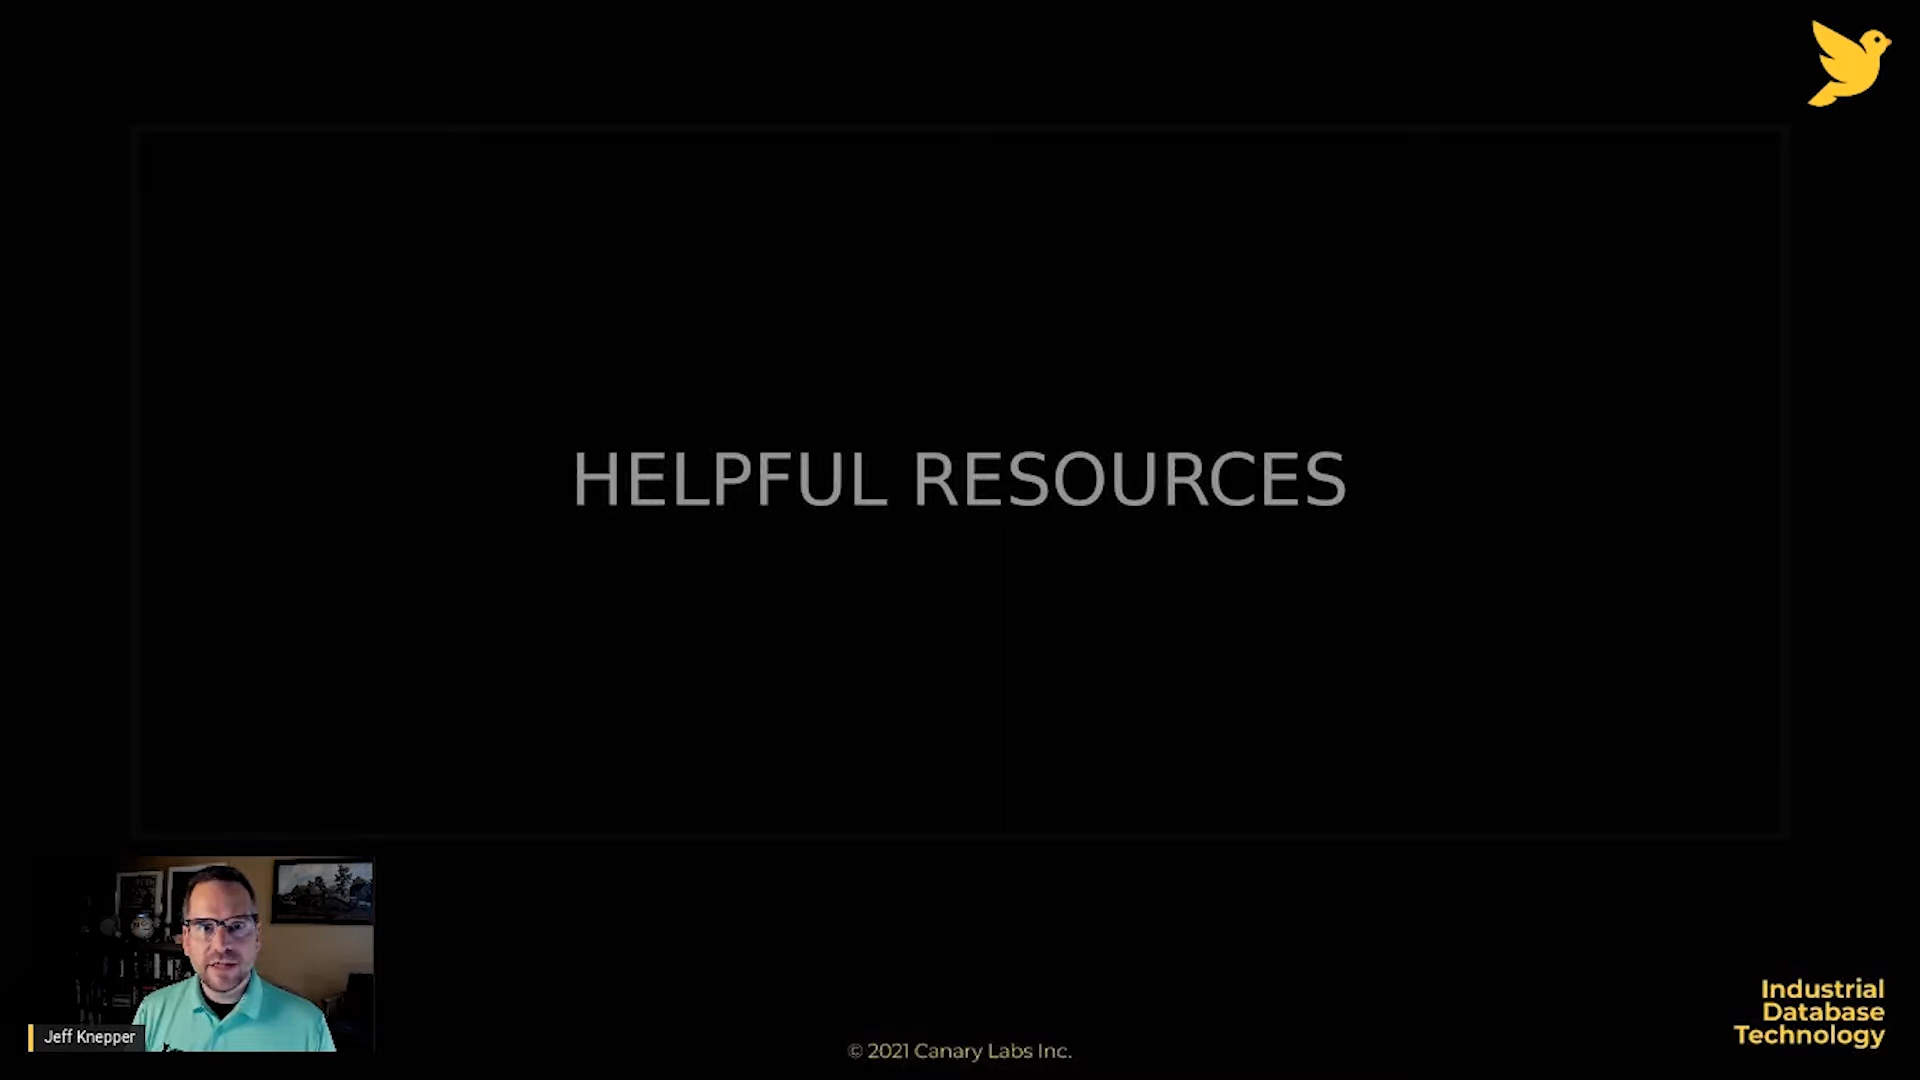 HELPFUL RESOURCES
Jeff Knepper
© 2021 Canary Labs Inc.
Industrial
Database
Technology